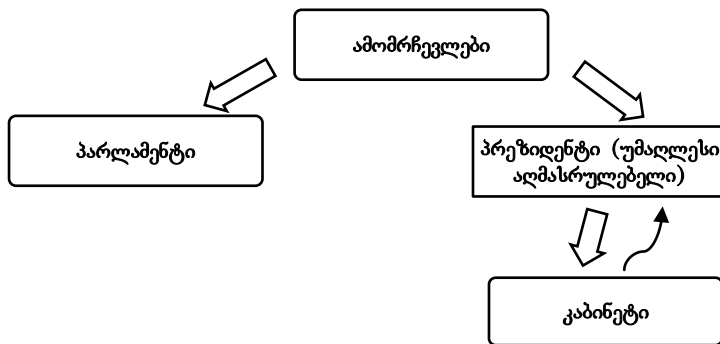 ამომრჩევლები
პარლამენტი
პრეზიდენტი (უმაღლესი
აღმასრულებელი)
კაბინეტი